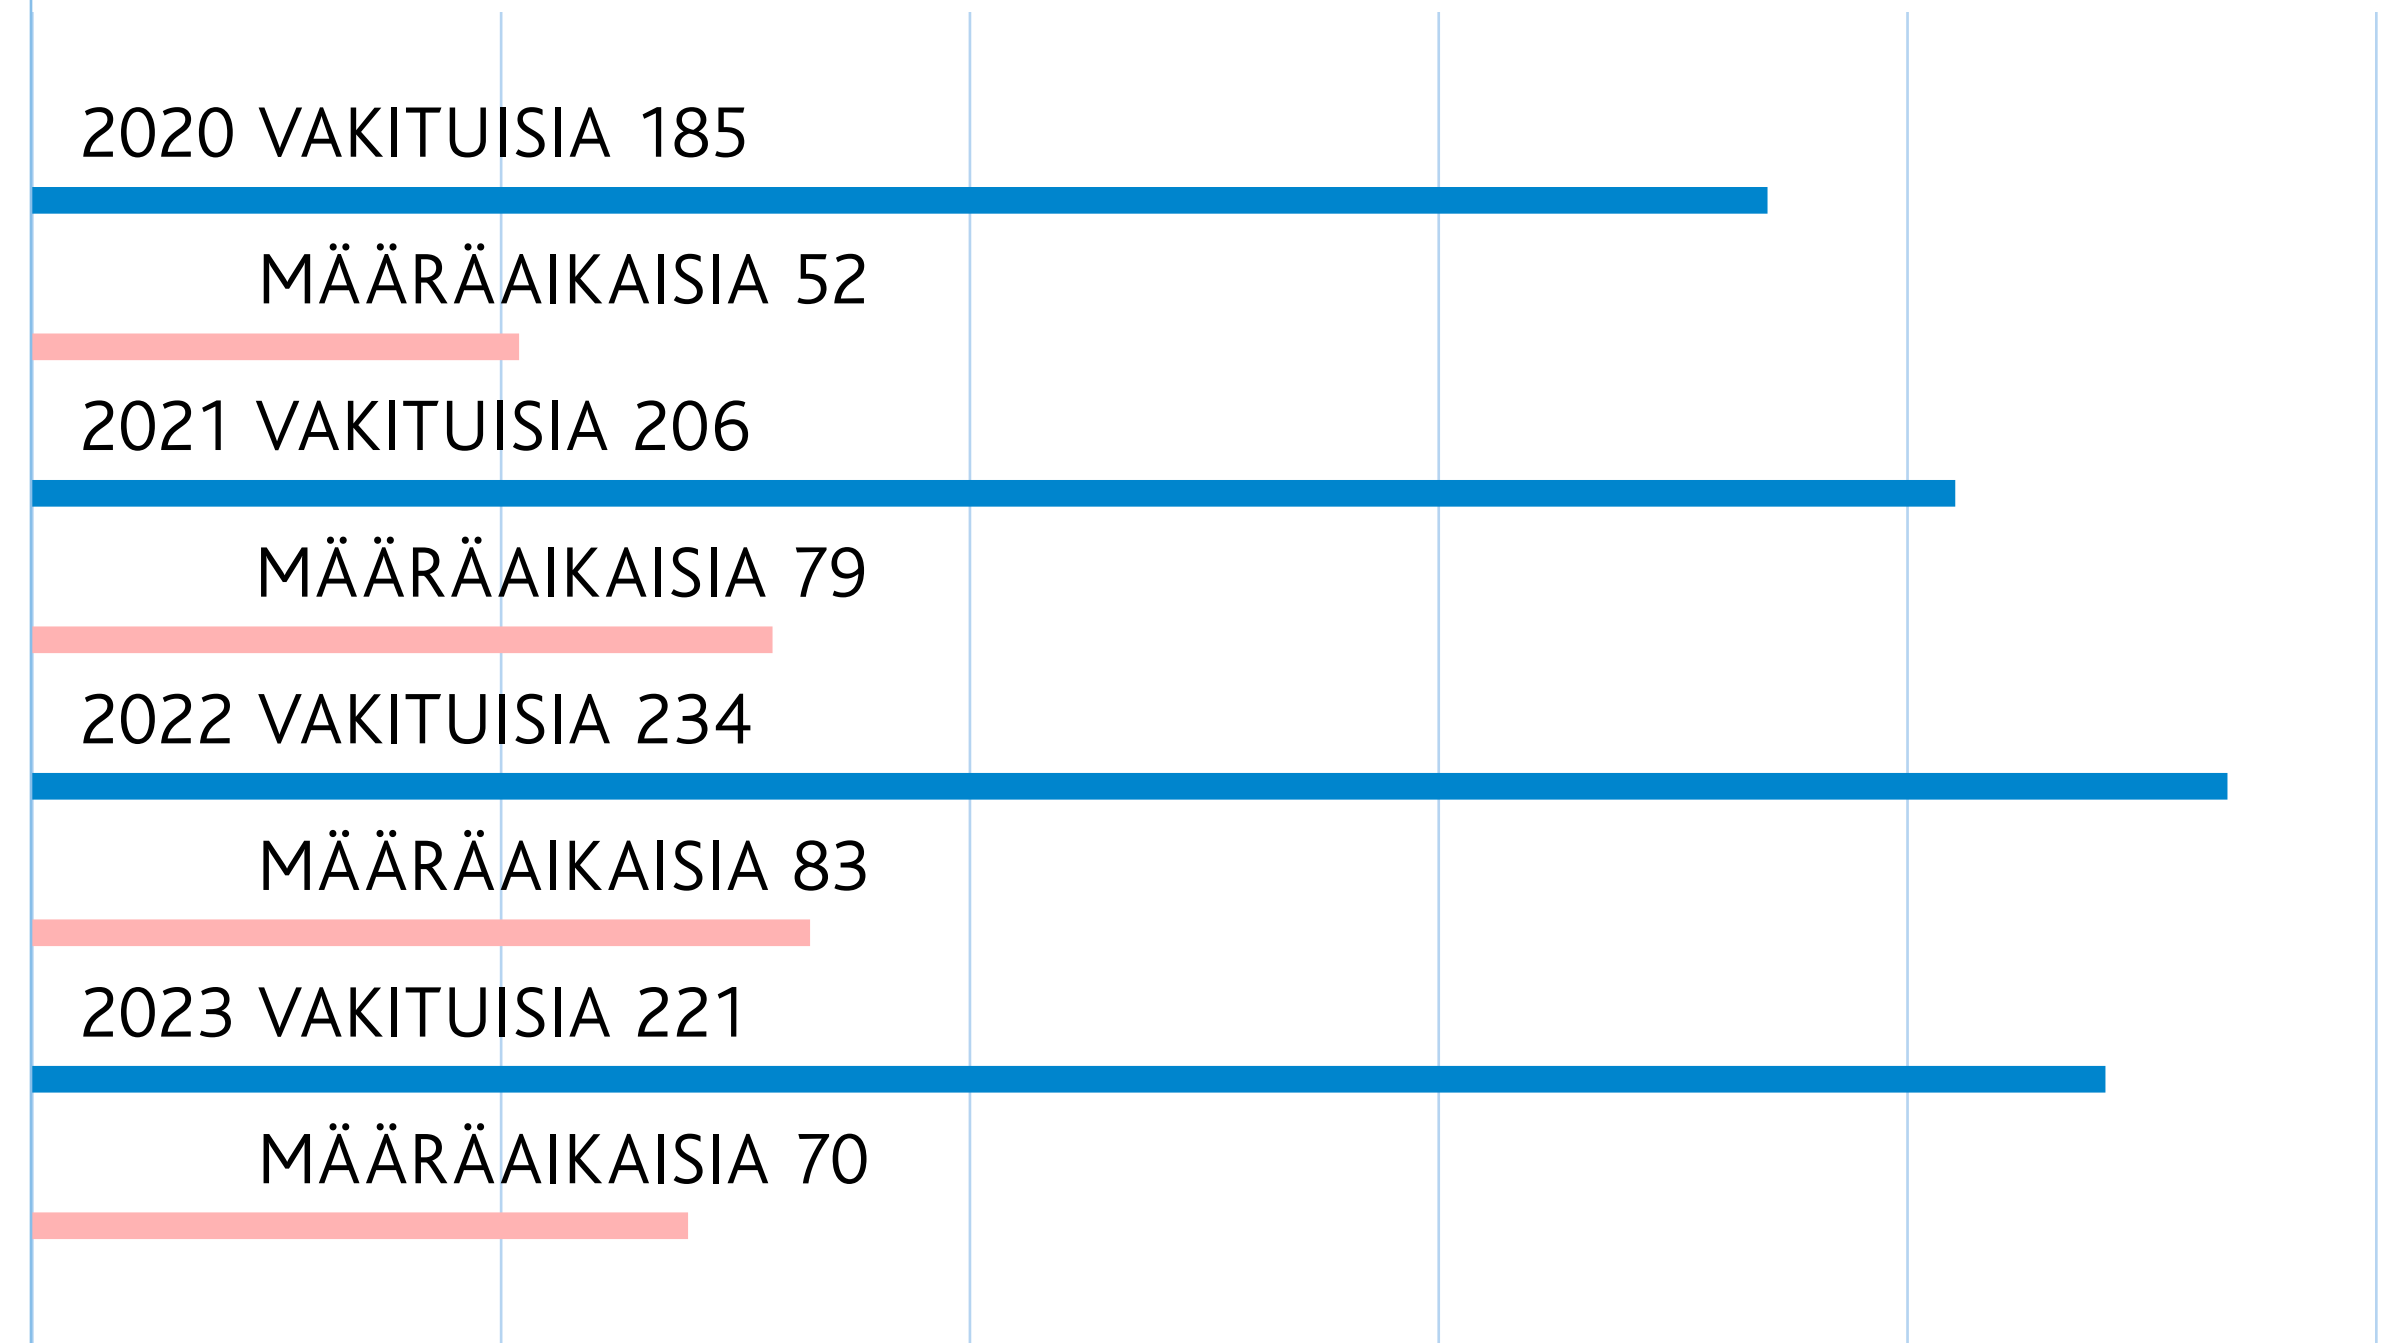 2020 VAKITUISIA 185
MÄÄRÄAIKAISIA 52
2021 VAKITUISIA 206
MÄÄRÄAIKAISIA 79
2022 VAKITUISIA 234
MÄÄRÄAIKAISIA 83
2023 VAKITUISIA 221
MÄÄRÄAIKAISIA 70